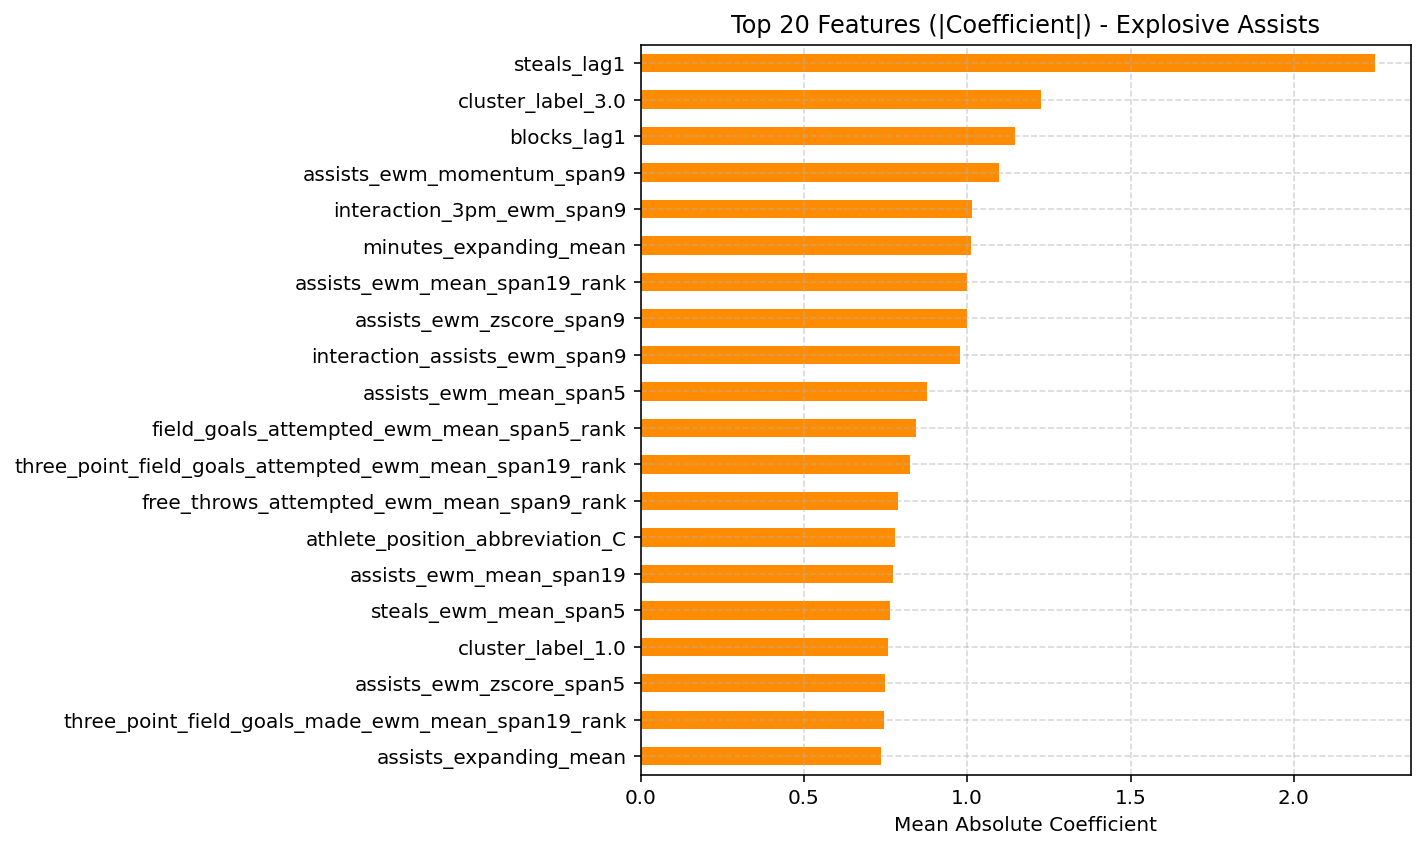 Top 20 Features (|Coefficient|) - Explosive Assists
steals_lag1
cluster_label_3.0
blocks_lag1
assists_ewm_momentum_span9
interaction_3pm_ewm_span9
minutes_expanding_mean
assists_ewm_mean_span19_rank
assists_ewm_zscore_span9
interaction_assists_ewm_span9
assists_ewm_mean_span5
field_goals_attempted_ewm_mean_span5_rank
three_point_field_goals_attempted_ewm_mean_span19_rank
free_throws_attempted_ewm_mean_span9_rank
athlete_position_abbreviation_C
assists_ewm_mean_span19
steals_ewm_mean_span5
cluster_label_1.0
assists_ewm_zscore_span5
three_point_field_goals_made_ewm_mean_span19_rank
assists_expanding_mean
0.0 0.5 1.0 1.5 2.0
Mean Absolute Coefficient